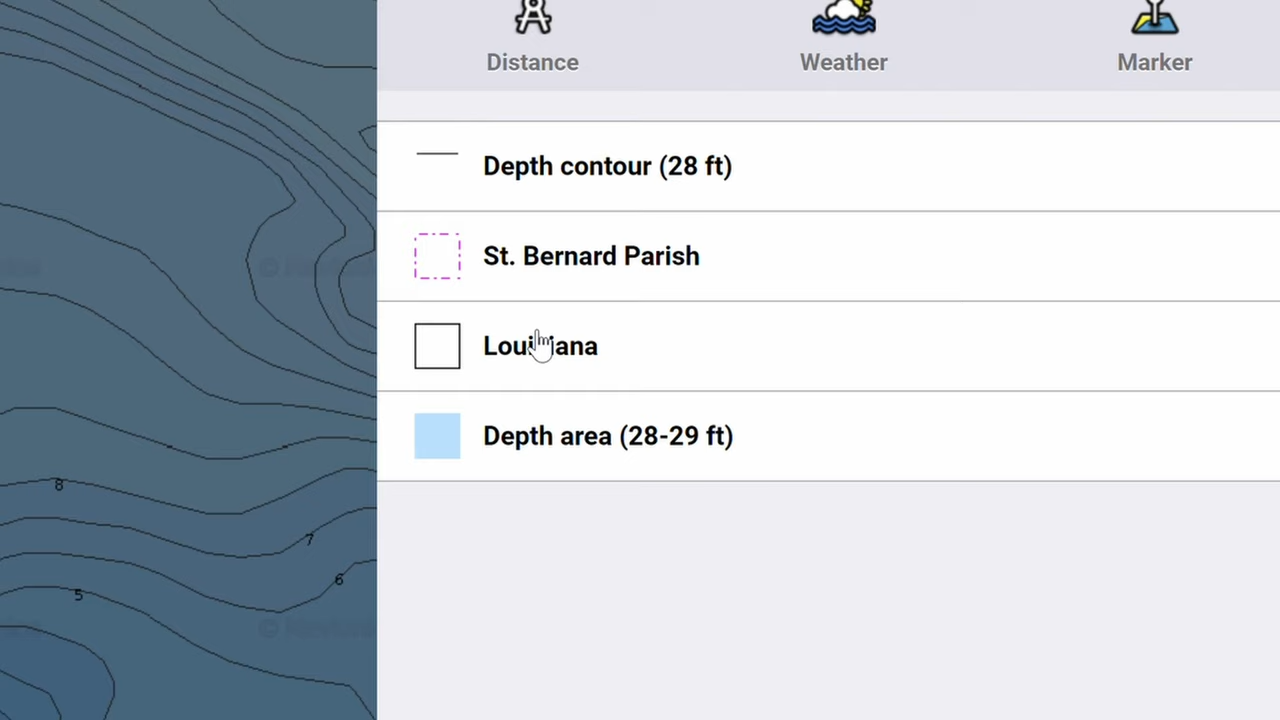 Distance
Weather
Marker
Depth contour (28 ft)
St. Bernard Parish
Louisiana
Depth area (28-29 ft)
8
7
6
5